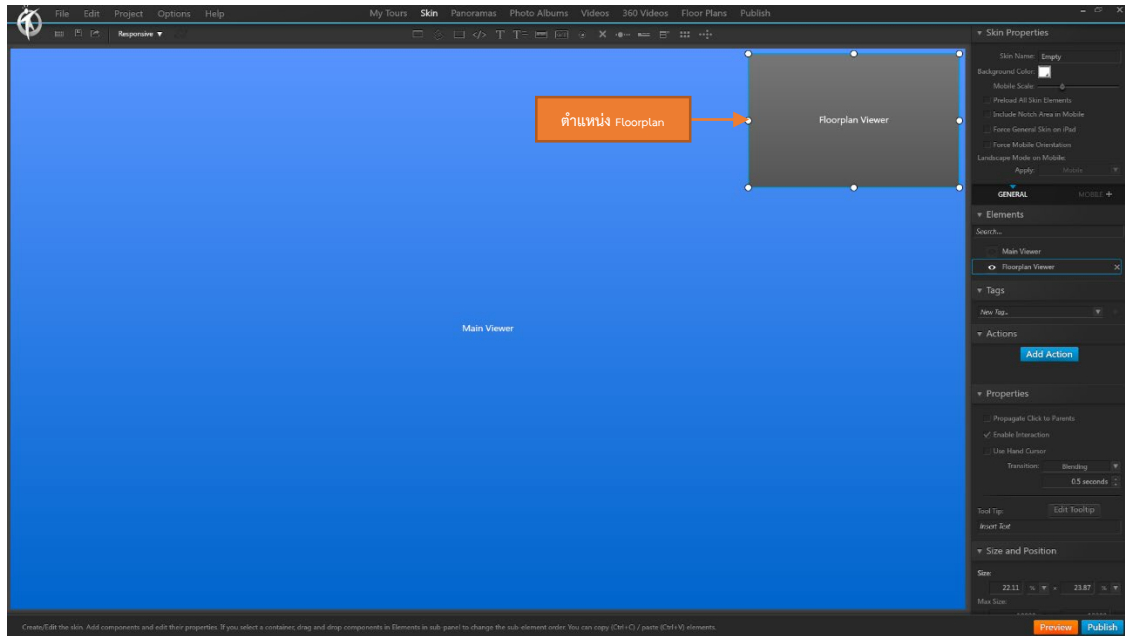 File Edit Project Options Help My Tours Skin Panoramas Photo Albums Videos 360 Videos Floor Plans Publish
Responsive
Skin Properties
Skin Name: Empty
Background Color:
Mobile Scale:
Preload All Skin Elements
Include Notch Area in Mobile
Force General Skin on iPad
Force Mobile Orientation
Landscape Mode on Mobile:
Apply: Mobile
GENERAL MOBILE +
Elements
Search...
Main Viewer
Floorplan Viewer
Tags
New Tag...
Actions
Add Action
Properties
Propagate Click to Parents
Enable Interaction
Use Hand Cursor
Transition: Blending
0.5 seconds
Tool Tip: Edit Tooltip
Insert Text
Size and Position
Size:
22.11 % x 23.87 %
Max Size:
ตำแหน่ง Floorplan
Floorplan Viewer
Main Viewer
Create/Edit the skin. Add components and edit their properties. If you select a container, drag and drop components in Elements in sub-panel to change the sub-element order. You can copy (Ctrl+C) / paste (Ctrl+V) elements.
Preview Publish